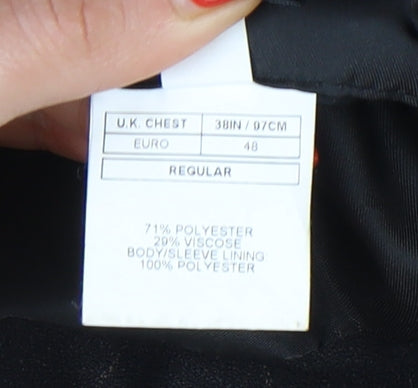 U.K. CHEST 38IN / 97CM
EURO 48
REGULAR
71% POLYESTER
29% VISCOSE
BODY/SLEEVE LINING:
100% POLYESTER